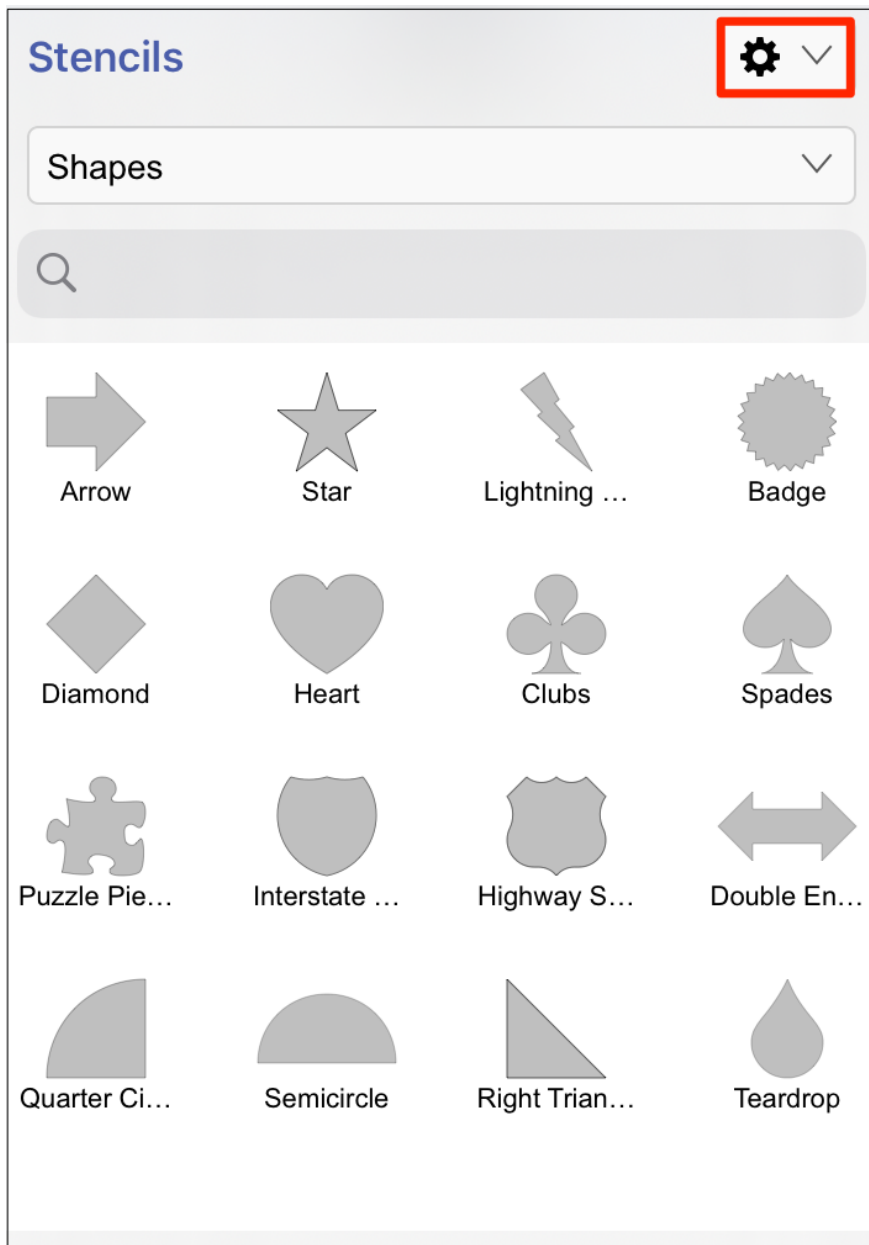 Stencils
Shapes
Arrow Star Lightning … Badge
Diamond Heart Clubs Spades
Puzzle Pie… Interstate … Highway S… Double En…
Quarter Ci… Semicircle Right Trian… Teardrop